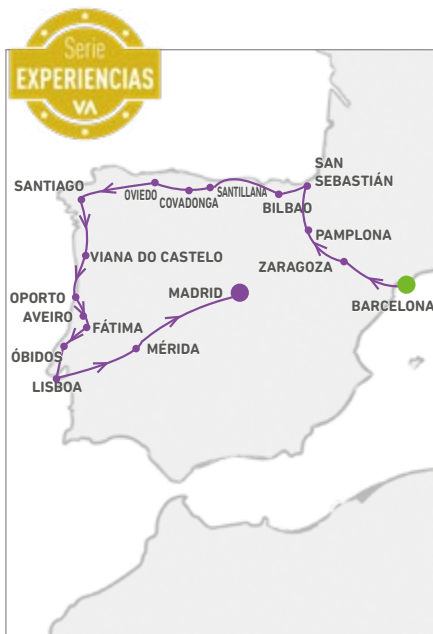 Serie
EXPERIENCIAS
VA
SAN
SEBASTIÁN
SANTIAGO
OVIEDO
COVADONGA
SANTILLANA
BILBAO
PAMPLONA
VIANA DO CASTELO
ZARAGOZA
MADRID
BARCELONA
OPORTO
AVEIRO
FÁTIMA
ÓBIDOS
MÉRIDA
LISBOA